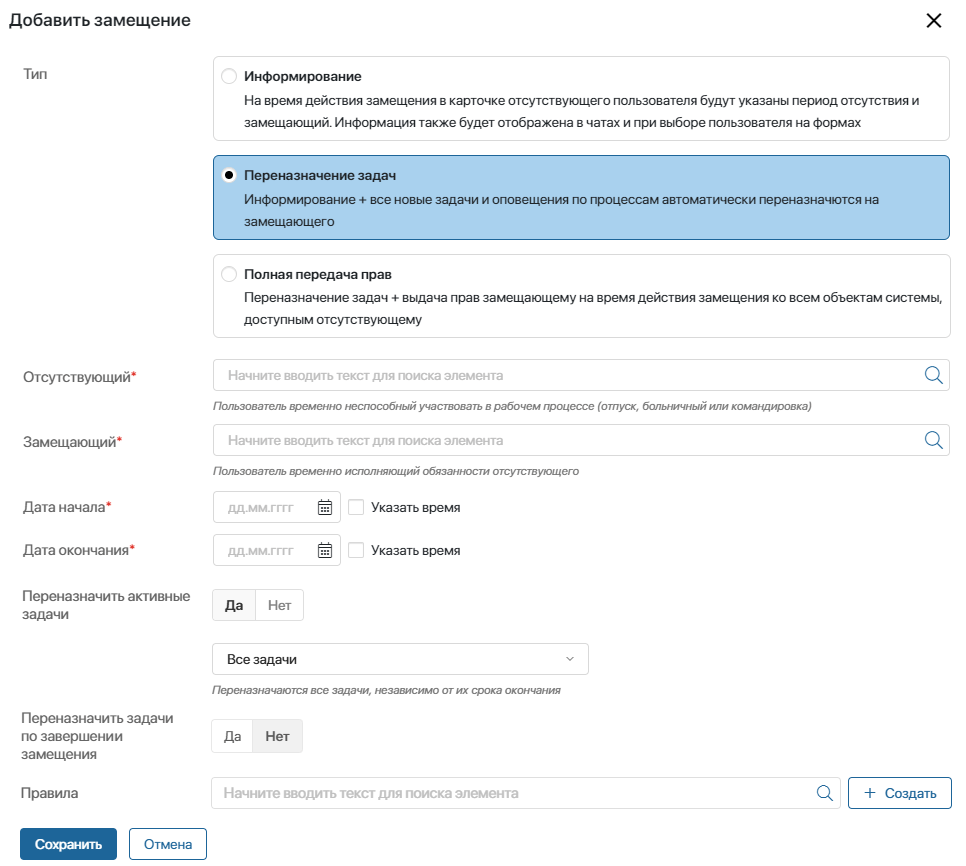 Добавить замещение
Тип
Информирование
На время действия замещения в карточке отсутствующего пользователя будут указаны период отсутствия и
замещающий. Информация также будет отображена в чатах и при выборе пользователя на формах
Переназначение задач
Информирование + все новые задачи и оповещения по процессам автоматически переназначются на
замещающего
Полная передача прав
Переназначение задач + выдача прав замещающему на время действия замещения ко всем объектам системы,
доступным отсутствующему
Отсутствующий*
Начните вводить текст для поиска элемента
Пользователь временно неспособный участвовать в рабочем процессе (отпуск, больничный или командировка)
Замещающий*
Начните вводить текст для поиска элемента
Пользователь временно исполняющий обязанности отсутствующего
Дата начала*
дд.мм.гггг
Указать время
Дата окончания*
дд.мм.гггг
Указать время
Переназначить активные
задачи
Да Нет
Все задачи
Переназначаются все задачи, независимо от их срока окончания
Переназначить задачи
по завершении
замещения
Да Нет
Правила
Начните вводить текст для поиска элемента
+ Создать
Сохранить
Отмена